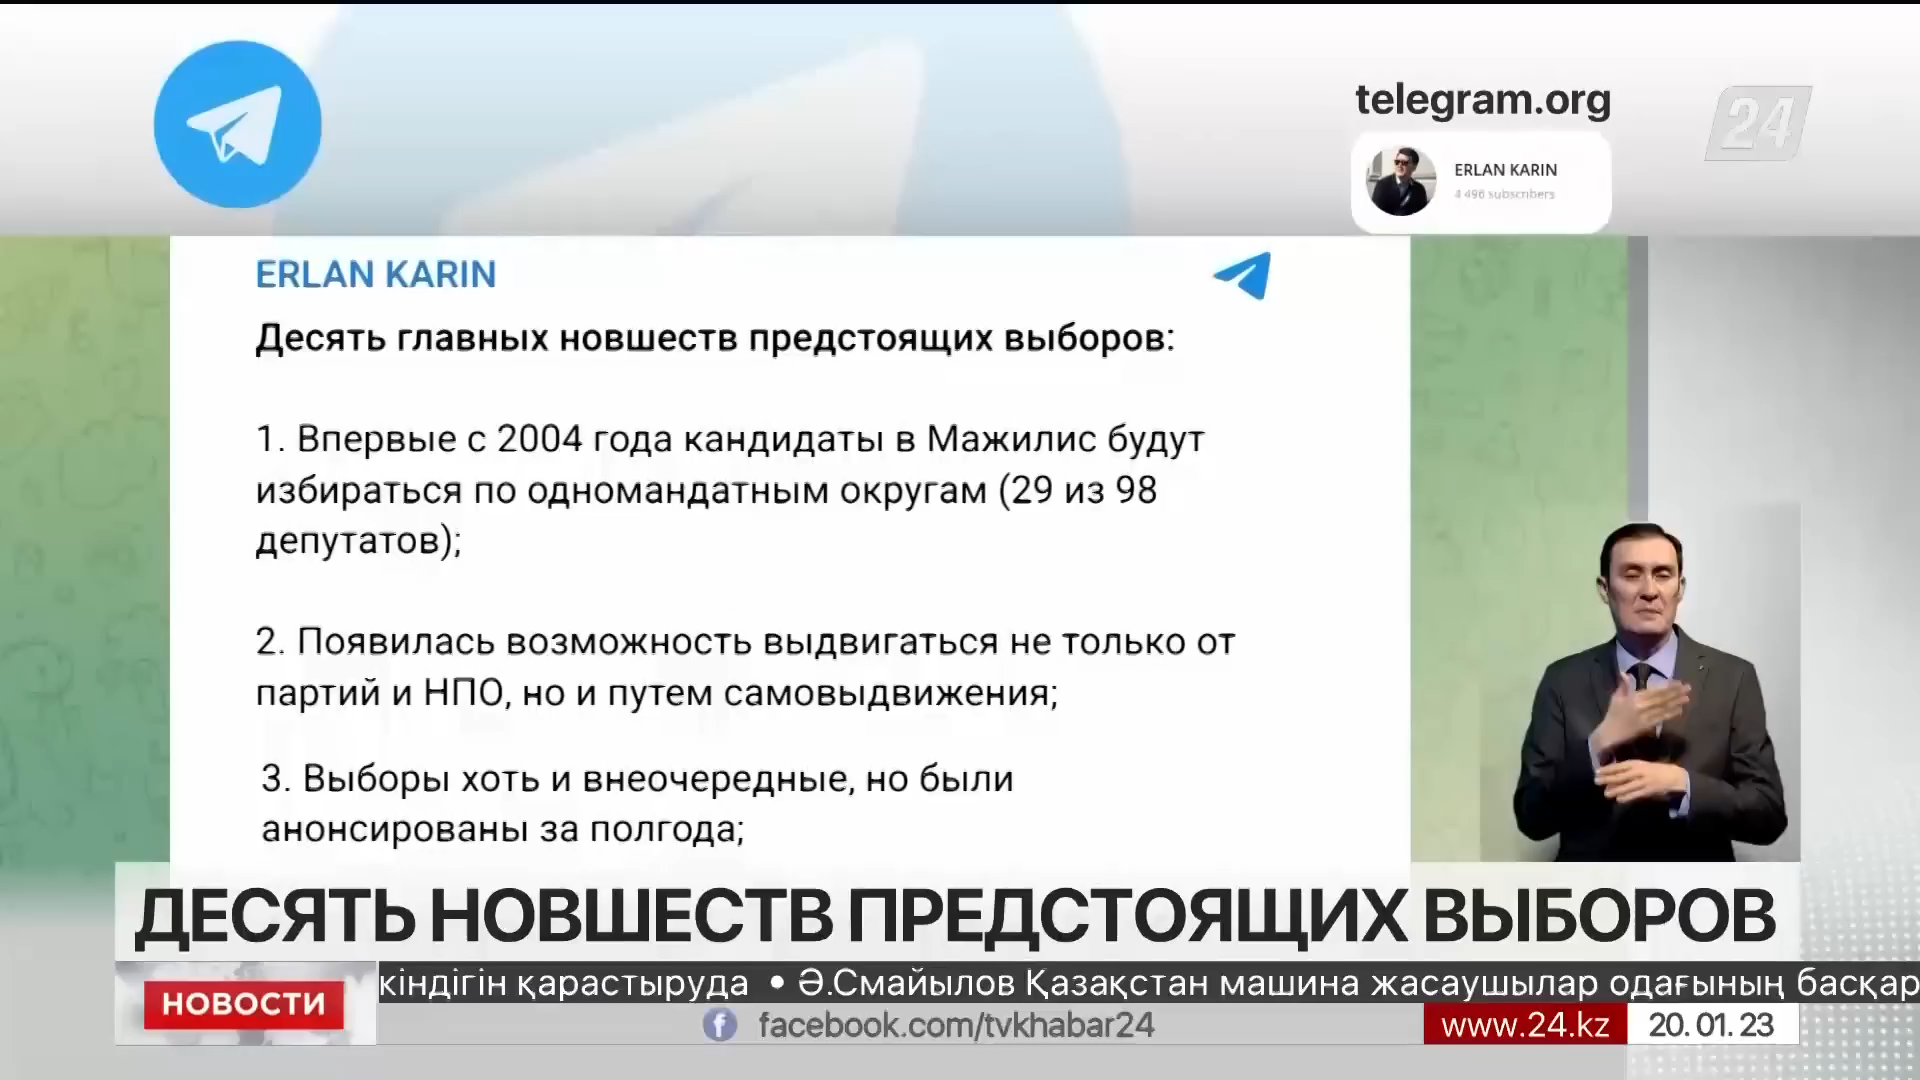 telegram.org
24
ERLAN KARIN
4 496 subscribers
ERLAN KARIN
Десять главных новшеств предстоящих выборов:
1. Впервые с 2004 года кандидаты в Мажилис будут
избираться по одномандатным округам (29 из 98
депутатов);
2. Появилась возможность выдвигаться не только от
партий и НПО, но и путем самовыдвижения;
3. Выборы хоть и внеочередные, но были
анонсированы за полгода;
ДЕСЯТЬ НОВШЕСТВ ПРЕДСТОЯЩИХ ВЫБОРОВ
НОВОСТИ
кіндігін қарастыруда • Ә.Смайылов Қазақстан машина жасаушылар одағының басқар
facebook.com/tvkhabar24
www.24.kz
20.01.23